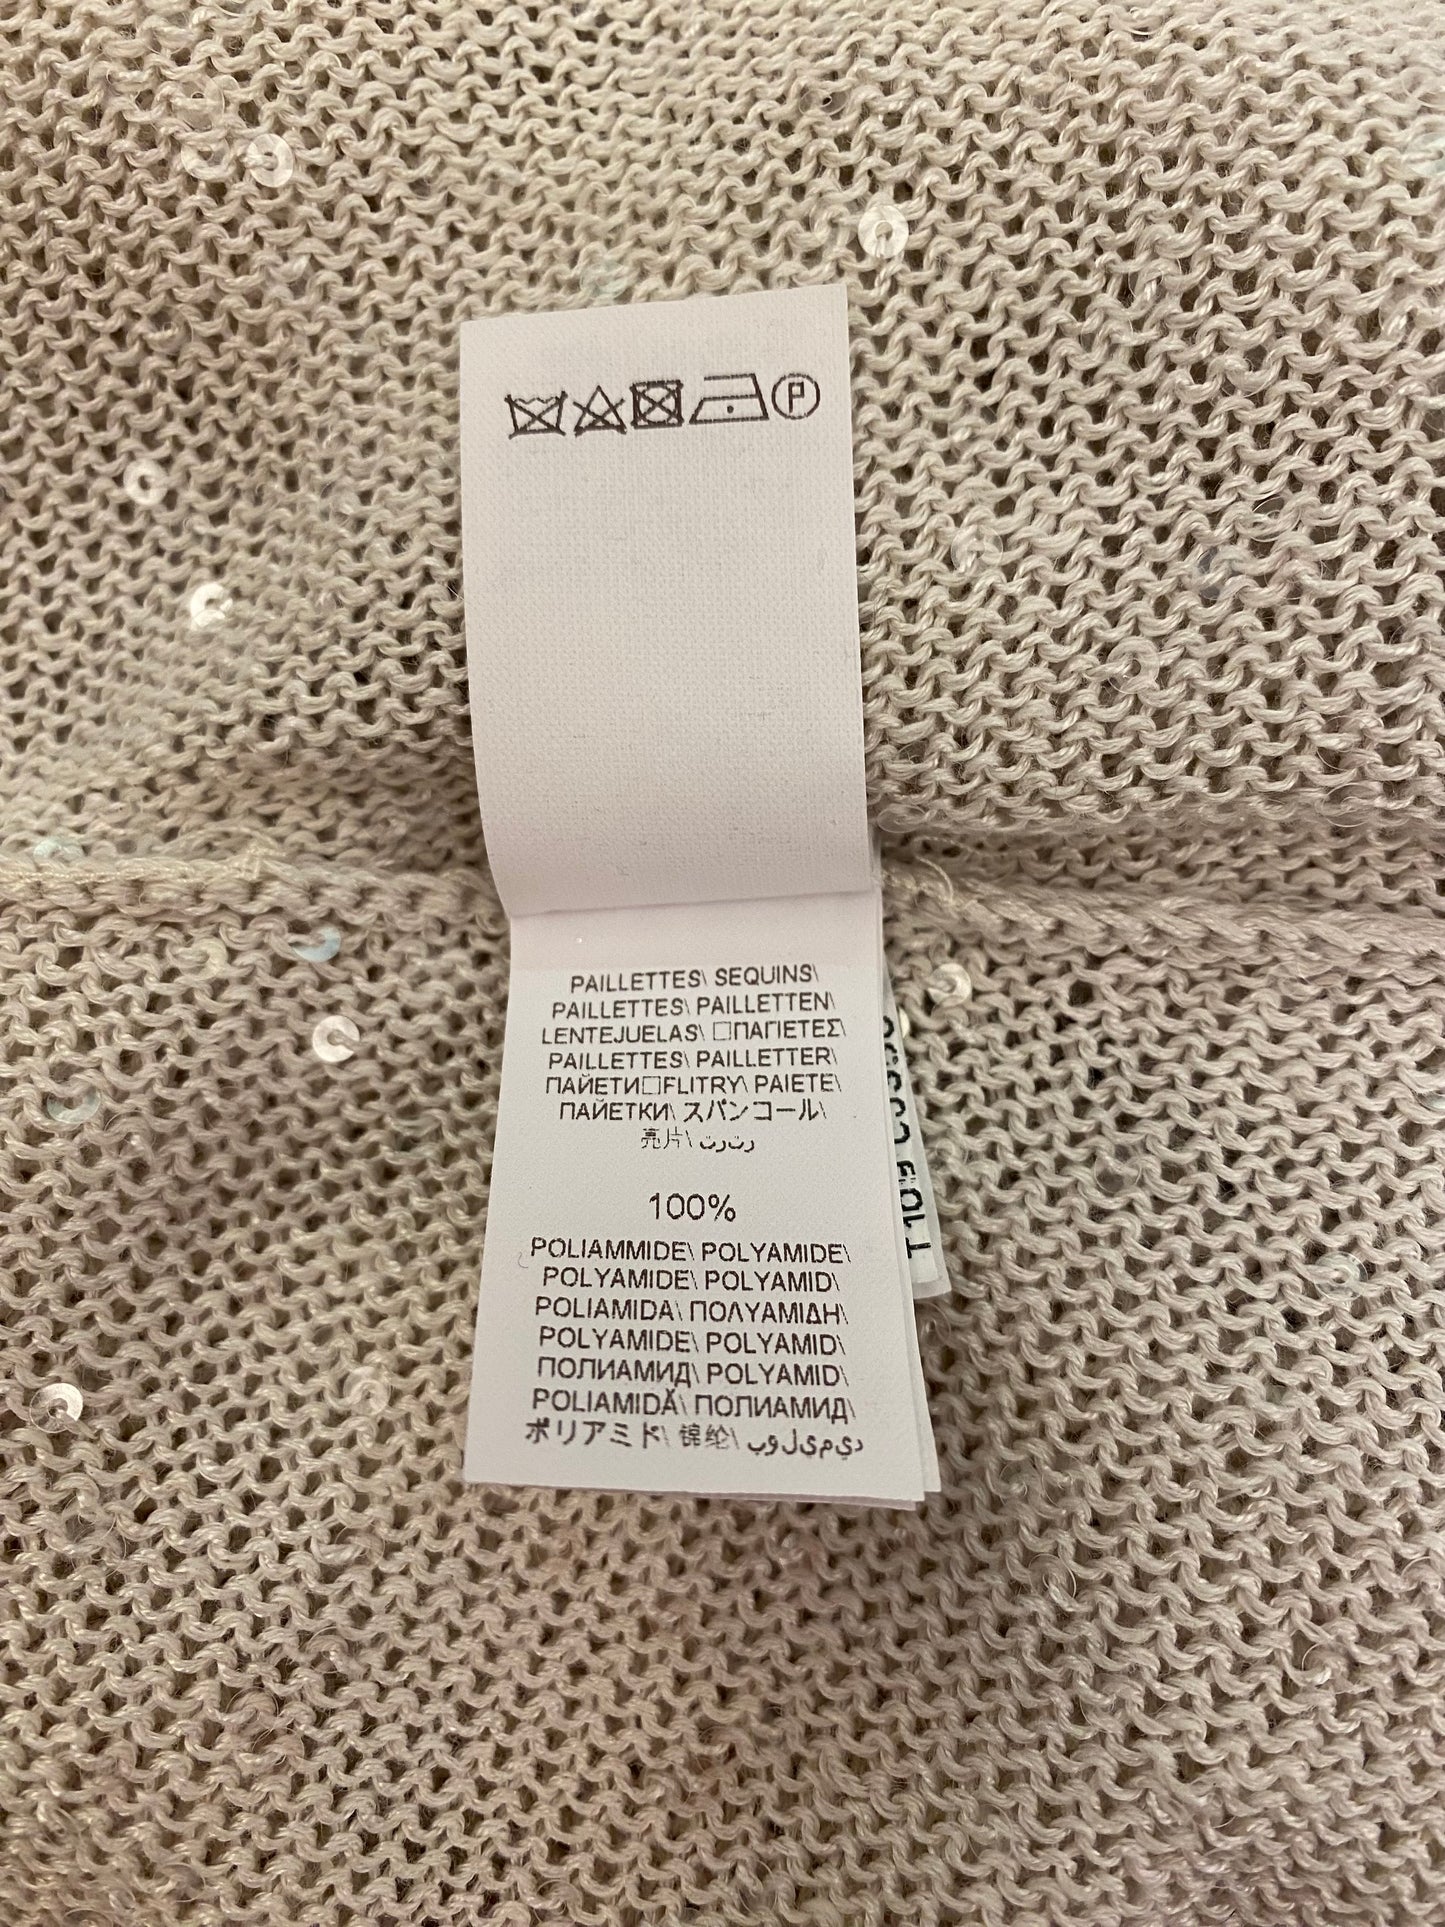 P
PAILLETTES\ SEQUINS\
PAILLETTES\ PAILLETTEN\
LENTEJUELAS\ □ΠΑΓΙΕΤΕΣ\
PAILLETTES\ PAILLETTER\
ПАЙЕТИ□FLITRY\ PAIETE\
ПАЙЕТКИ\ スパンコール\
亮片\ ترتر
100%
POLIAMMIDE\ POLYAMIDE\
POLYAMIDE\ POLYAMID\
POLIAMIDA\ ΠΟΛΥΑΜΙΔΗ\
POLYAMIDE\ POLYAMID\
ПОЛИАМИД\ POLYAMID\
POLIAMIDĂ\ ПОЛИАМИД\
ポリアミド\ 锦纶\ بوليميد